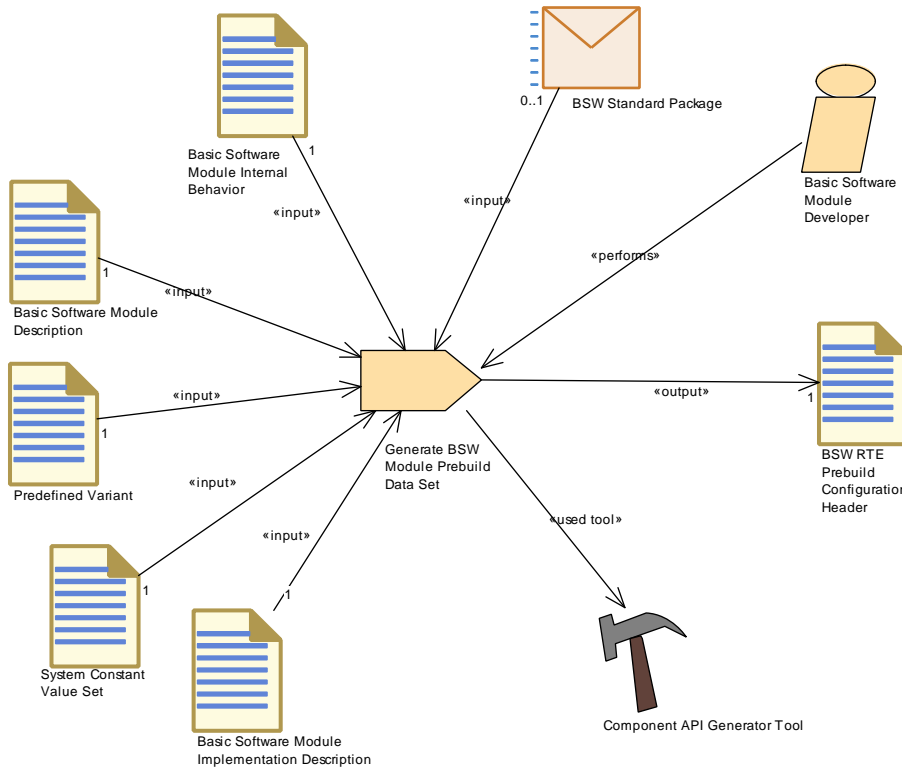 0..1
BSW Standard Package
1
Basic Software
Module Internal
Behavior
Basic Software
Module
Developer
«input»
«input»
«performs»
1
«input»
Basic Software Module
Description
«input»
1
Predefined Variant
«output»
1
Generate BSW
Module Prebuild
Data Set
BSW RTE
Prebuild
Configuration
Header
«input»
«input»
«used tool»
1
System Constant
Value Set
1
Basic Software Module
Implementation Description
Component API Generator Tool